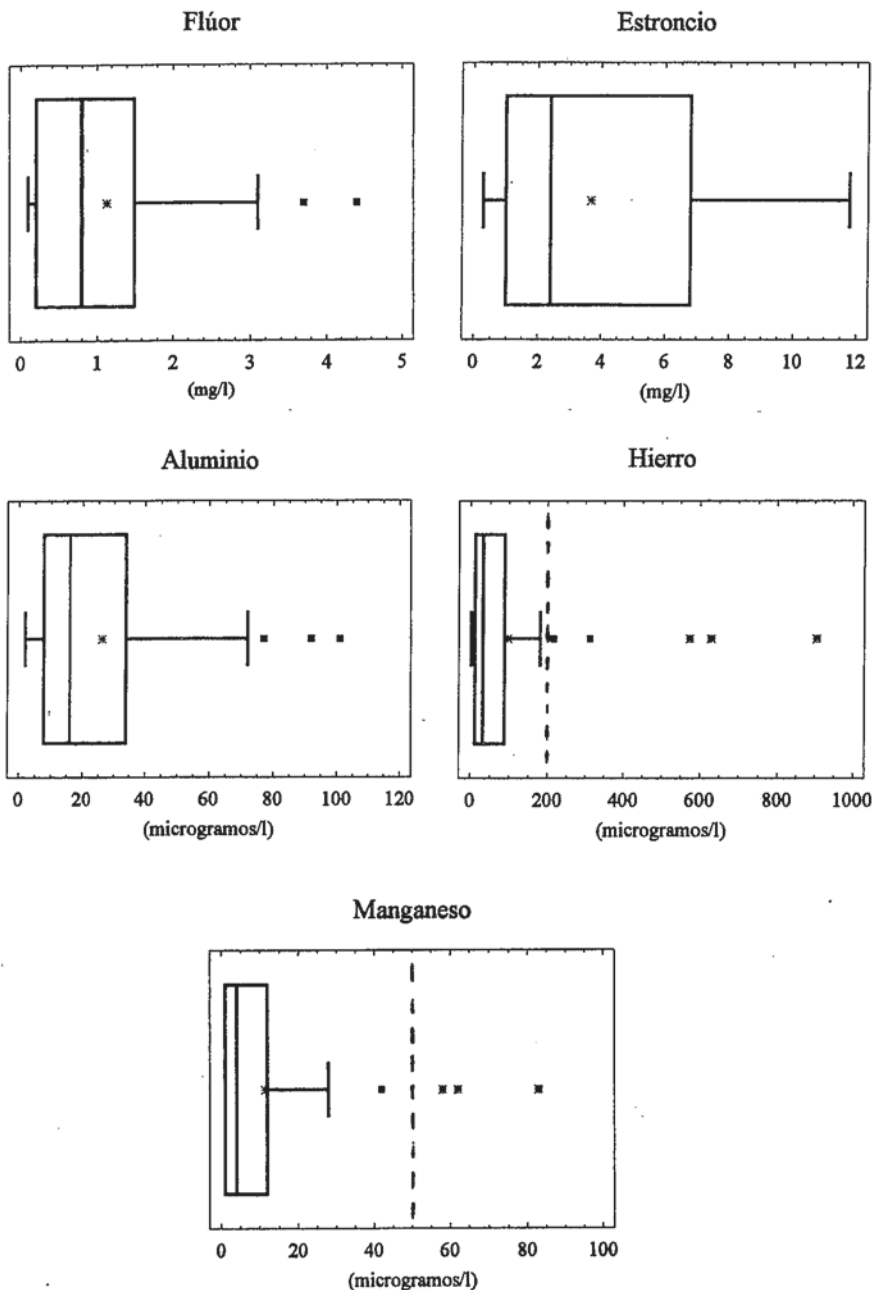 Flúor
0 1 2 3 4 5
(mg/l)
Estroncio
0 2 4 6 8 10 12
(mg/l)
Aluminio
0 20 40 60 80 100 120
(microgramos/l)
Hierro
0 200 400 600 800 1000
(microgramos/l)
Manganeso
0 20 40 60 80 100
(microgramos/l)